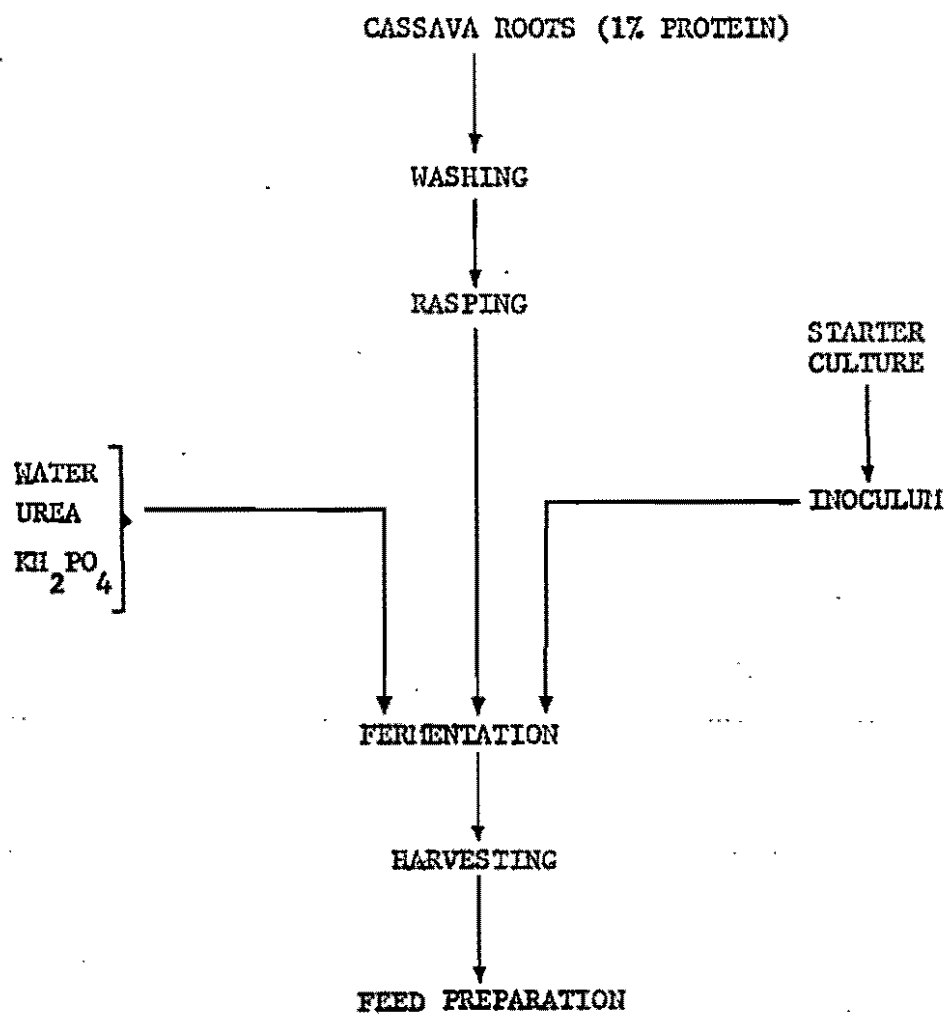 CASSAVA ROOTS (1% PROTEIN)
WASHING
RASPING
STARTER
CULTURE
WATER
UREA
KH2PO4
INOCULUM
FERMENTATION
HARVESTING
FEED PREPARATION